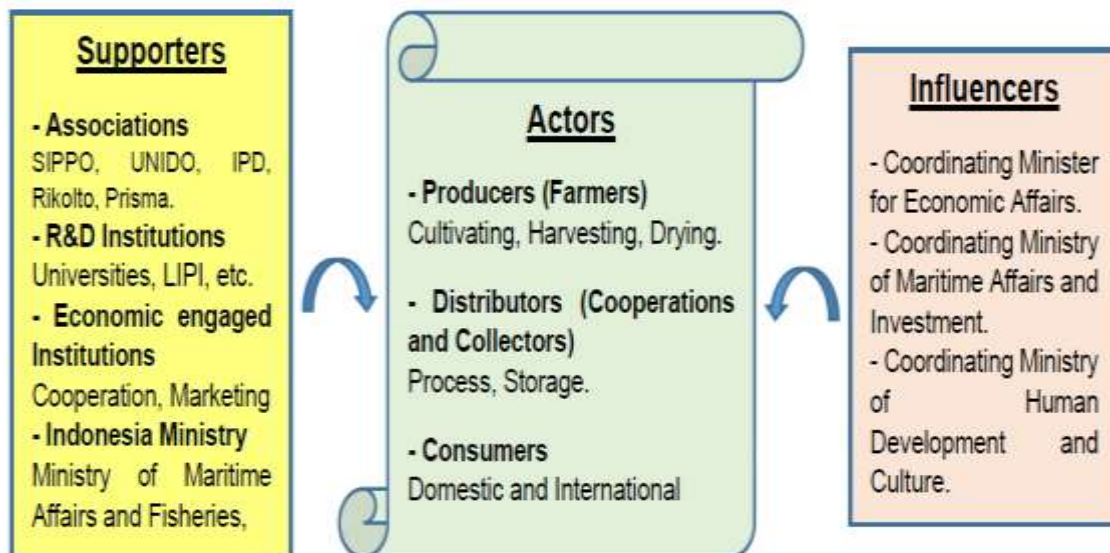 Supporters
- Associations
SIPPO, UNIDO, IPD,
Rikolto, Prisma.
- R&D Institutions
Universities, LIPI, etc.
- Economic engaged
Institutions
Cooperation, Marketing
- Indonesia Ministry
Ministry of Maritime
Affairs and Fisheries,
Actors
- Producers (Farmers)
Cultivating, Harvesting, Drying.
- Distributors (Cooperations
and Collectors)
Process, Storage.
- Consumers
Domestic and International
Influencers
- Coordinating Minister
for Economic Affairs.
- Coordinating Ministry
of Maritime Affairs and
Investment.
- Coordinating Ministry
of Human
Development and
Culture.